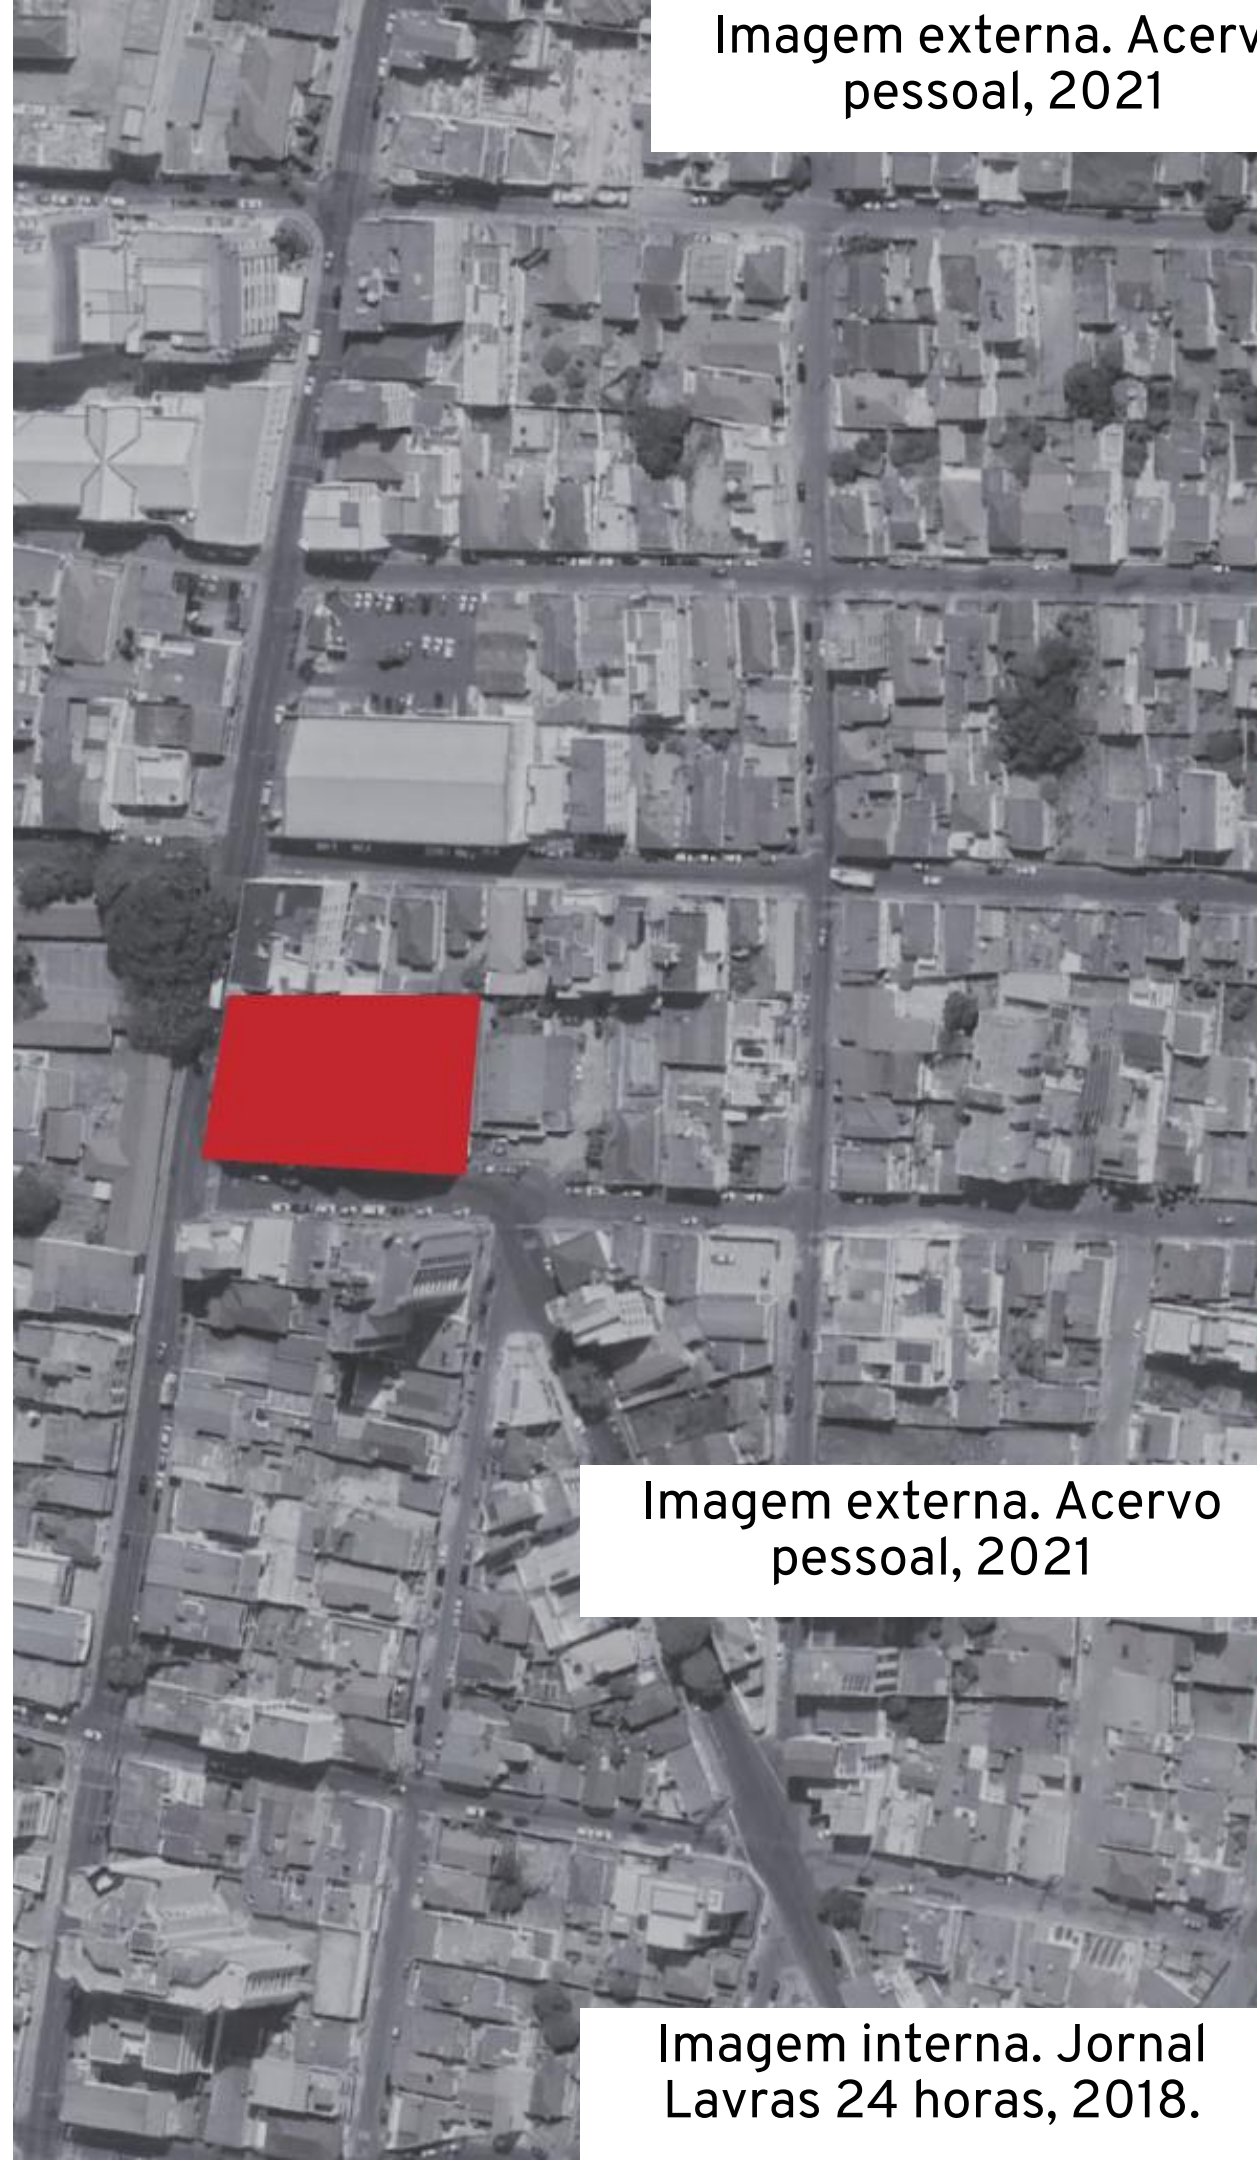 Imagem externa. Acerv
pessoal, 2021
Imagem externa. Acervo
pessoal, 2021
Imagem interna. Jornal
Lavras 24 horas, 2018.